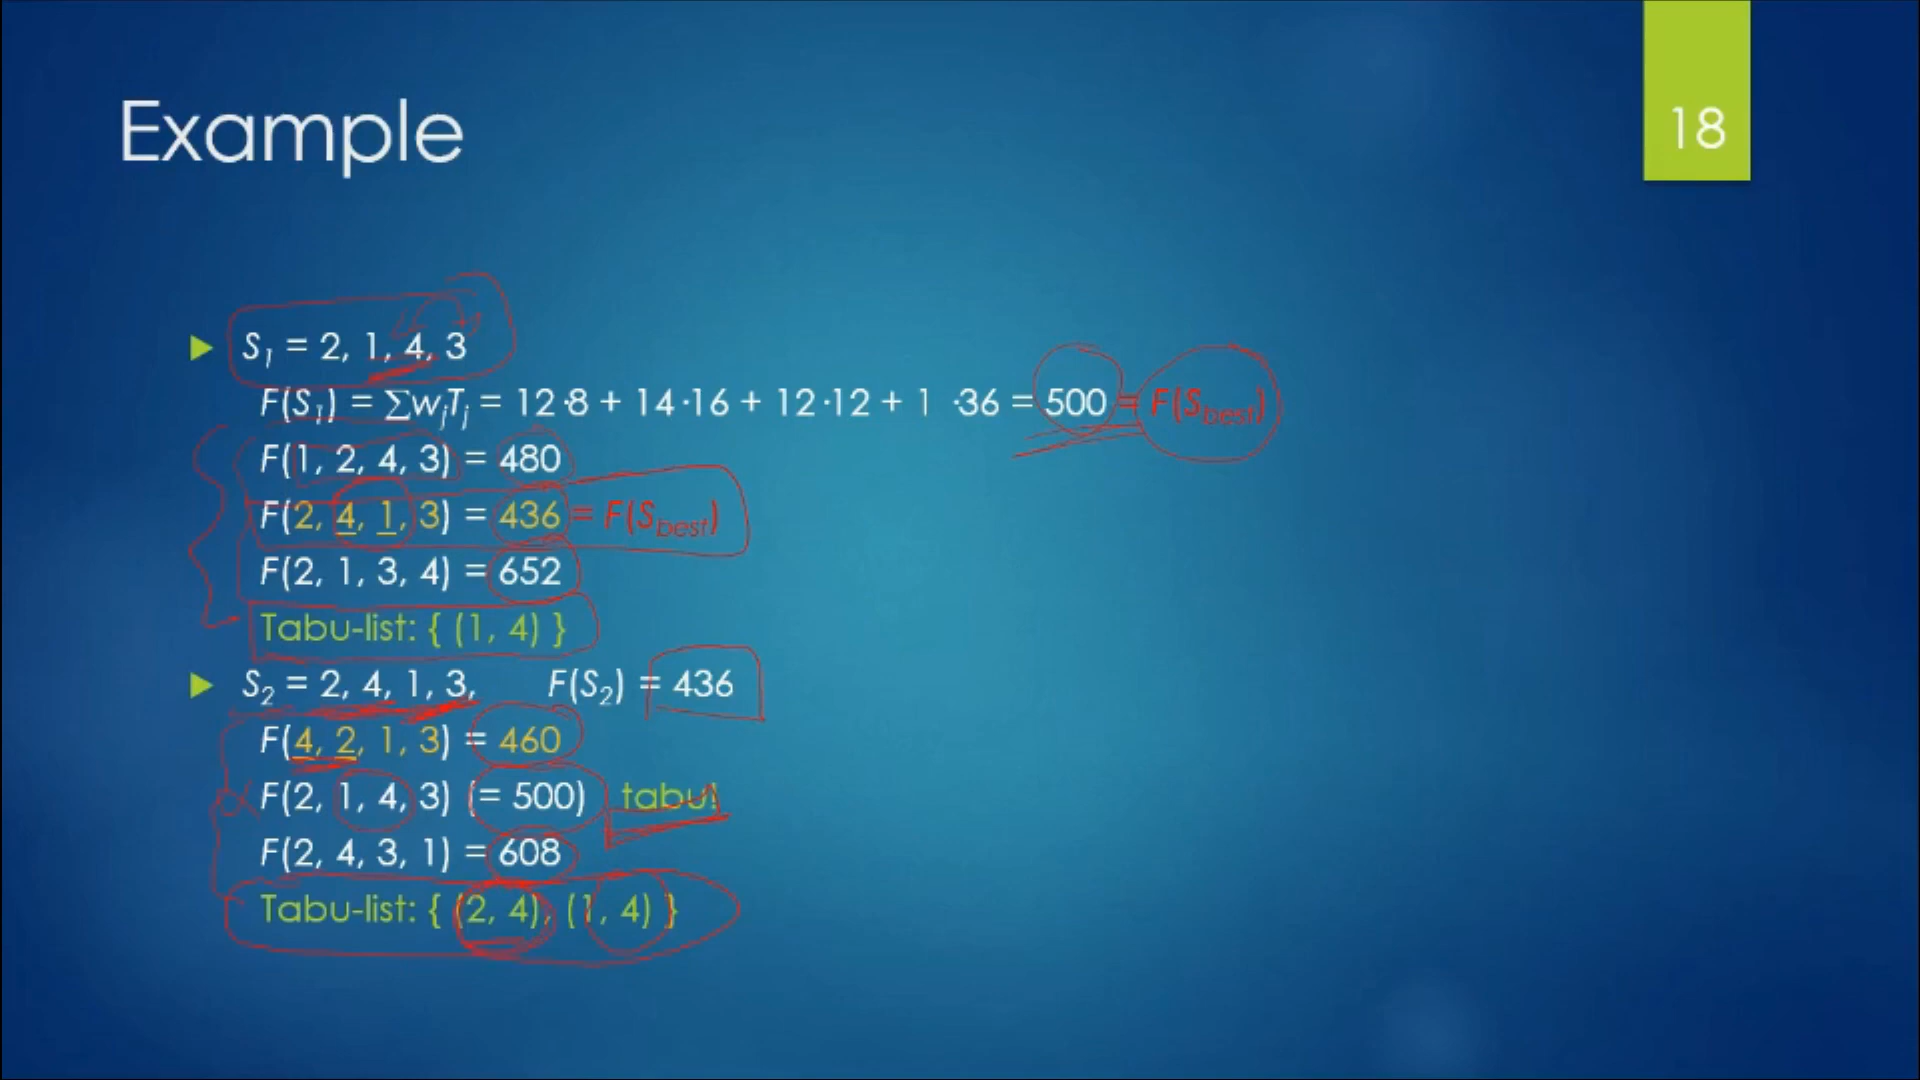 Example
18
S₁ = 2, 1, 4, 3
F(S₁) = ∑wⱼTⱼ = 12·8 + 14·16 + 12·12 + 1 ·36 = 500 = F(S_best)
F(1, 2, 4, 3) = 480
F(2, 4, 1, 3) = 436 = F(S_best)
F(2, 1, 3, 4) = 652
Tabu-list: { (1, 4) }
S₂ = 2, 4, 1, 3, F(S₂) = 436
F(4, 2, 1, 3) = 460
F(2, 1, 4, 3) (= 500) tabu!
F(2, 4, 3, 1) = 608
Tabu-list: { (2, 4), (1, 4) }